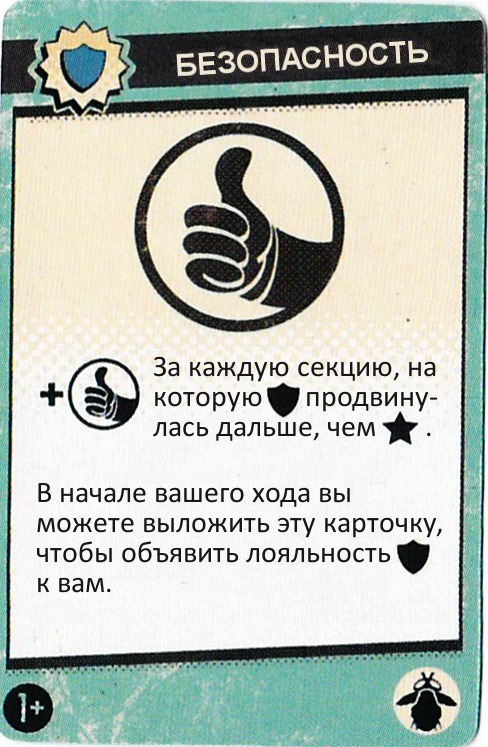 БЕЗОПАСНОСТЬ
+ За каждую секцию, на
которую продвину-
лась дальше, чем .
В начале вашего хода вы
можете выложить эту карточку,
чтобы объявить лояльность
к вам.
1+